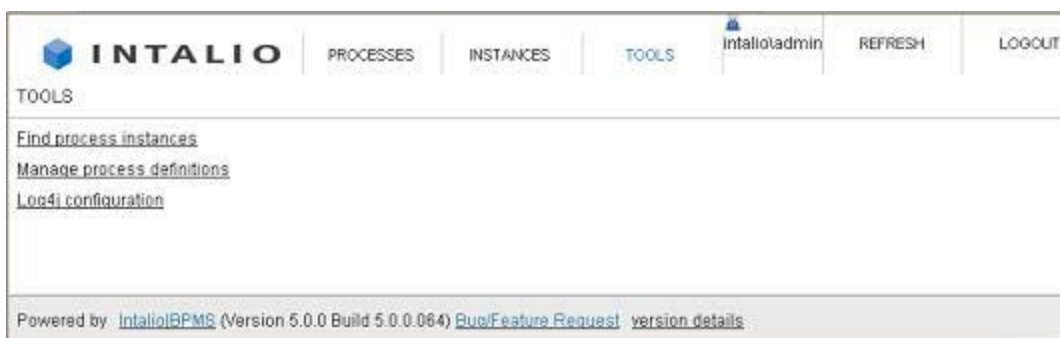 INTALIO PROCESSES INSTANCES TOOLS intalio\admin REFRESH LOGOUT
TOOLS
Find process instances
Manage process definitions
Log4j configuration
Powered by Intalio|BPMS (Version 5.0.0 Build 5.0.0.064) Bug/Feature Request version details